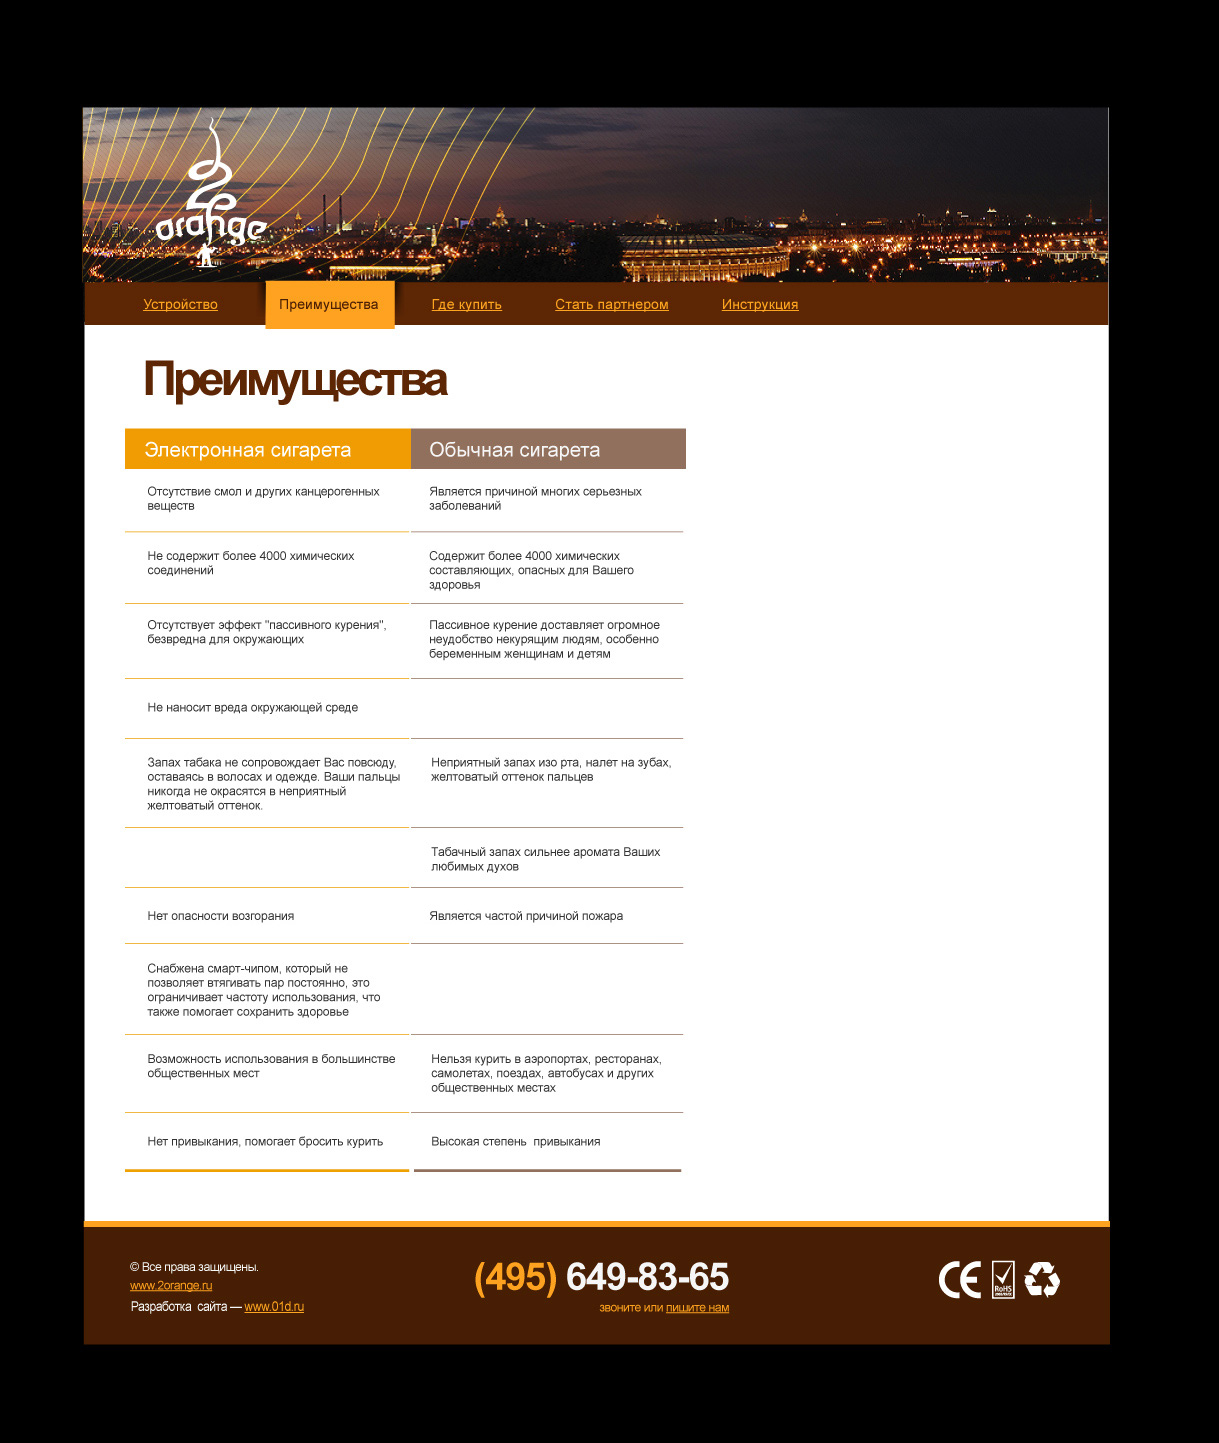 orange
Устройство
Преимущества
Где купить
Стать партнером
Инструкция
Преимущества
Электронная сигарета
Обычная сигарета
Отсутствие смол и других канцерогенных
веществ
Является причиной многих серьезных
заболеваний
Не содержит более 4000 химических
соединений
Содержит более 4000 химических
составляющих, опасных для Вашего
здоровья
Отсутствует эффект "пассивного курения",
безвредна для окружающих
Пассивное курение доставляет огромное
неудобство некурящим людям, особенно
беременным женщинам и детям
Не наносит вреда окружающей среде
Запах табака не сопровождает Вас повсюду,
оставаясь в волосах и одежде. Ваши пальцы
никогда не окрасятся в неприятный
желтоватый оттенок.
Неприятный запах изо рта, налет на зубах,
желтоватый оттенок пальцев
Табачный запах сильнее аромата Ваших
любимых духов
Нет опасности возгорания
Является частой причиной пожара
Снабжена смарт-чипом, который не
позволяет втягивать пар постоянно, это
ограничивает частоту использования, что
также помогает сохранить здоровье
Возможность использования в большинстве
общественных мест
Нельзя курить в аэропортах, ресторанах,
самолетах, поездах, автобусах и других
общественных местах
Нет привыкания, помогает бросить курить
Высокая степень привыкания
© Все права защищены.
www.2orange.ru
Разработка сайта — www.01d.ru
(495) 649-83-65
звоните или пишите нам
CE
RoHS